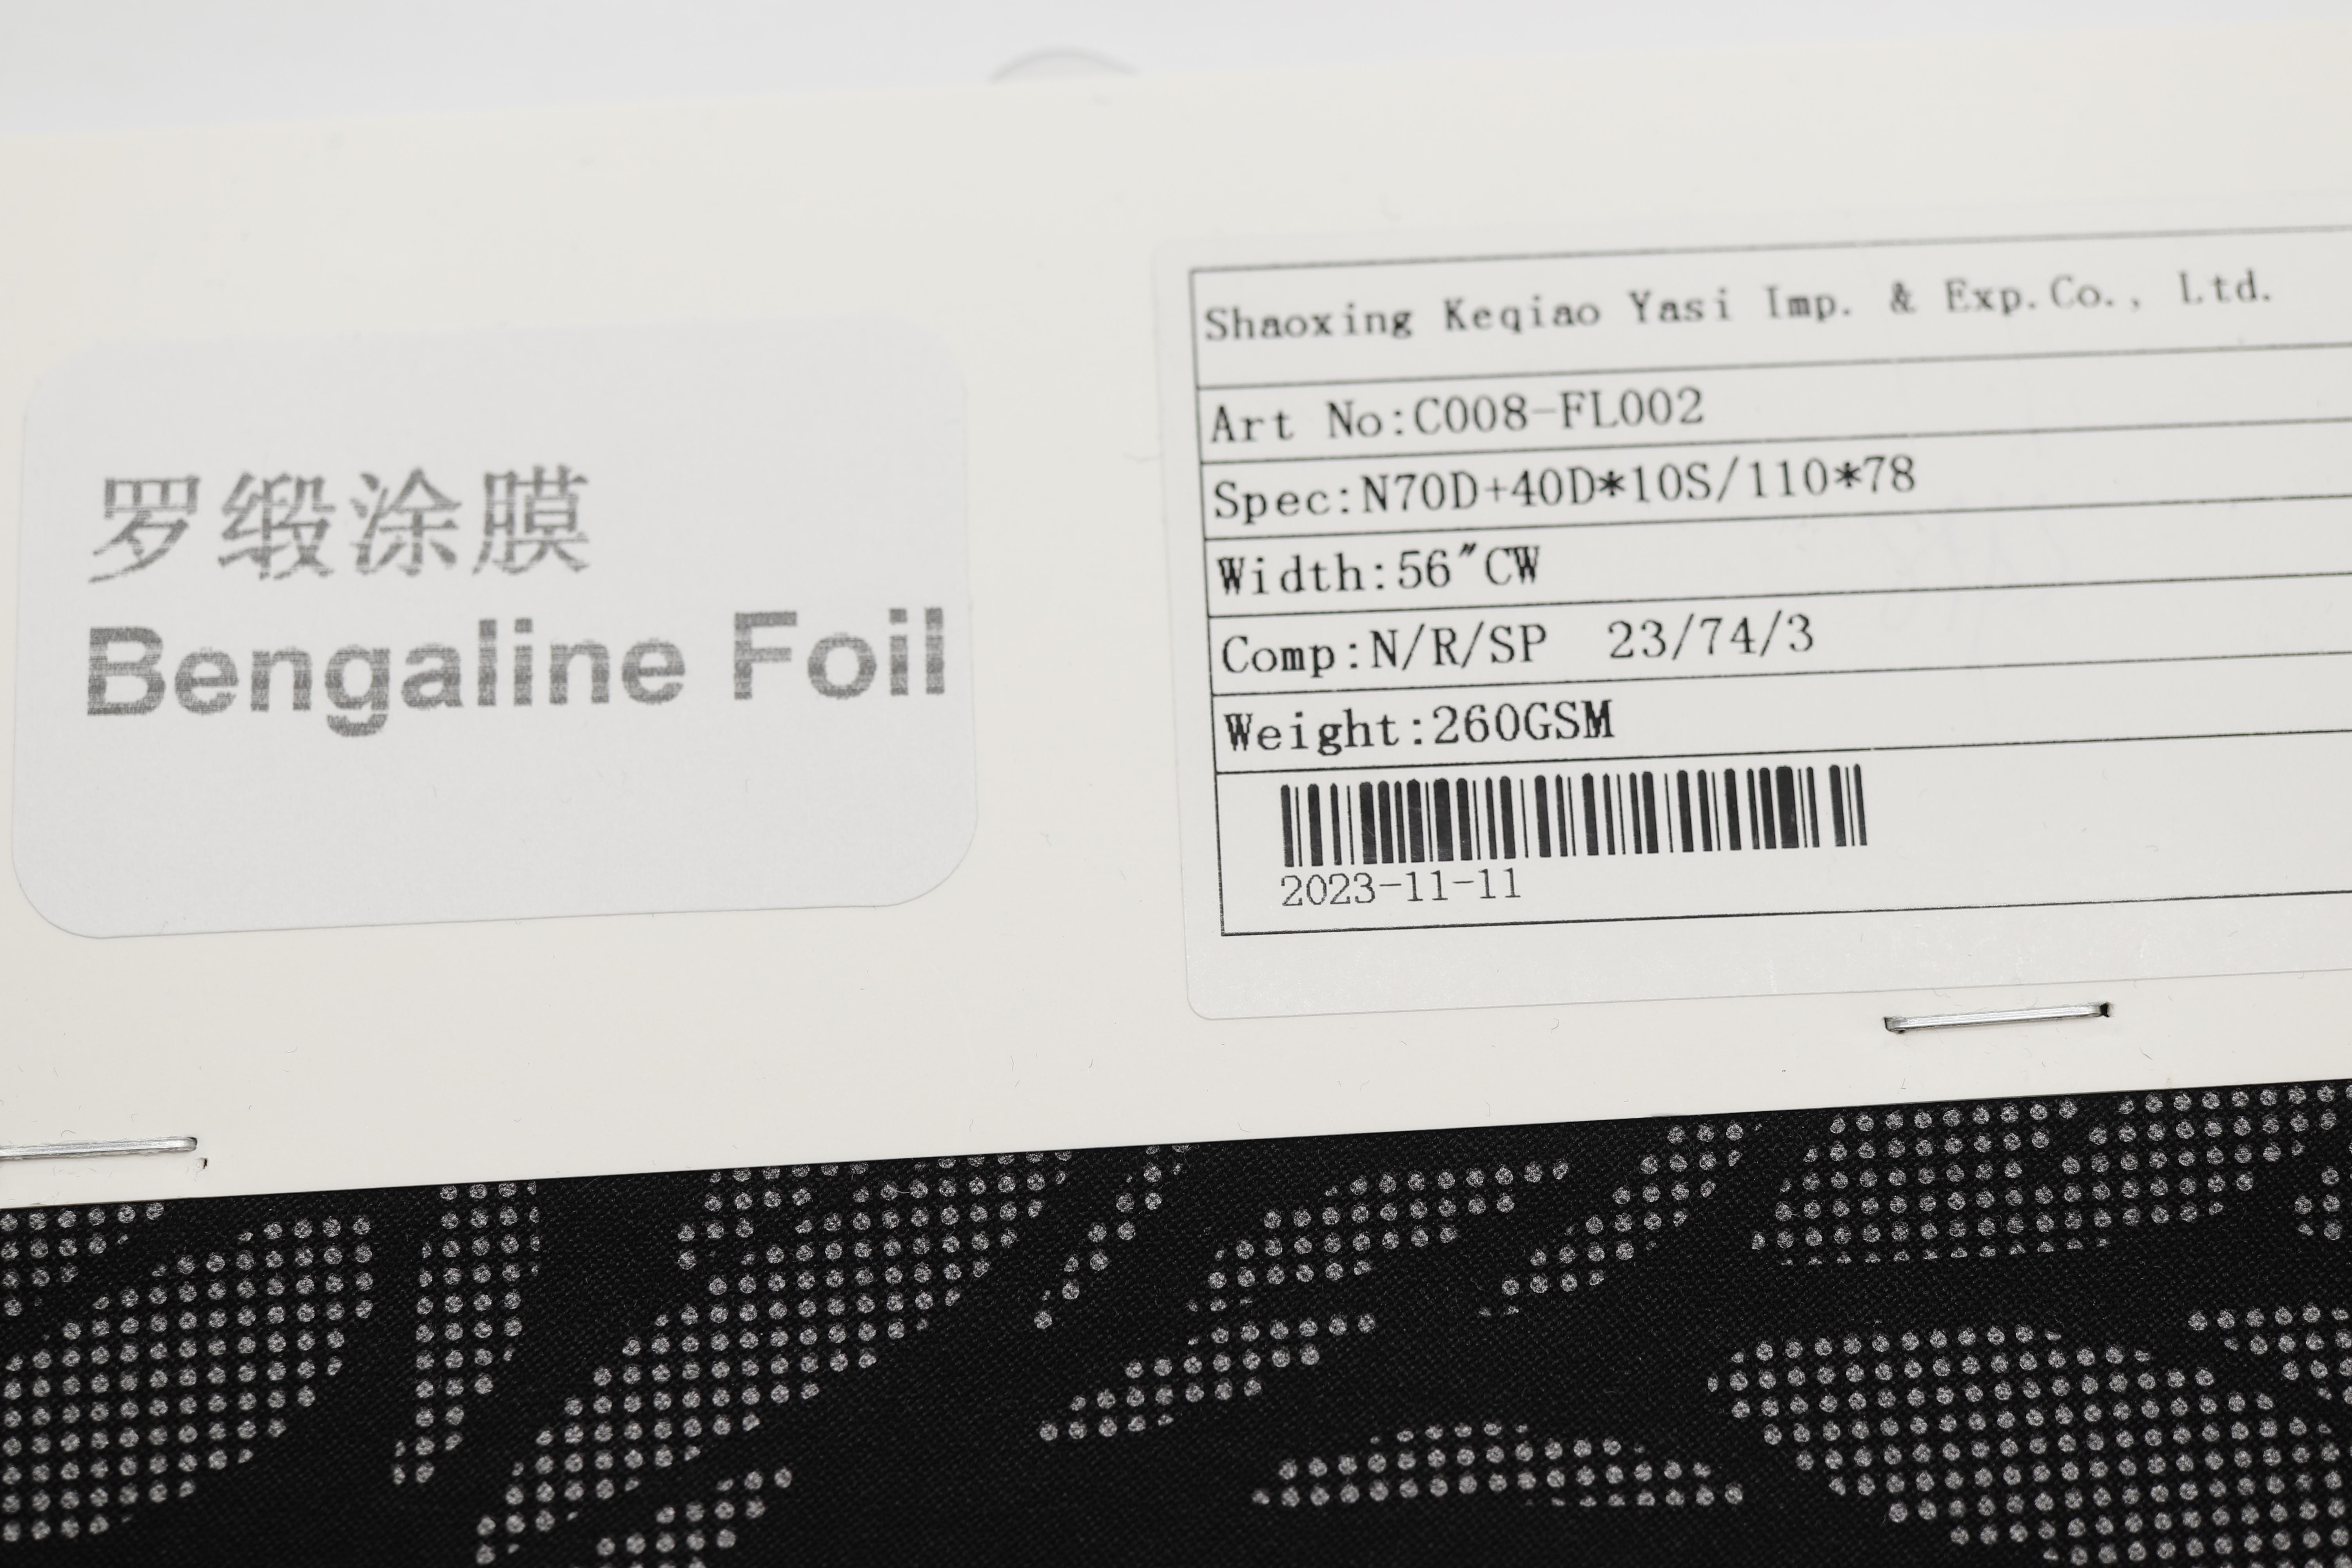 罗缎涂膜
Bengaline Foil
Shaoxing Keqiao Yasi Imp. & Exp.Co., Ltd.
Art No:C008-FL002
Spec:N70D+40D*10S/110*78
Width:56"CW
Comp:N/R/SP 23/74/3
Weight:260GSM
2023-11-11